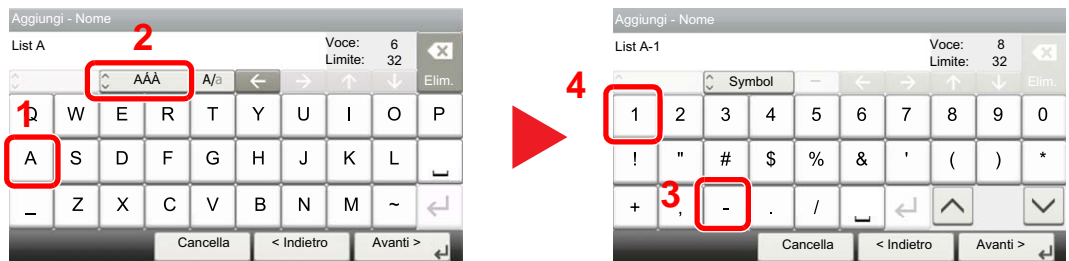 Aggiungi - Nome
List A
Voce: 6
Limite: 32
2
AÁÀ
A/a
Elim.
1
Q W E R T Y U I O P
A S D F G H J K L
_ Z X C V B N M ~
Cancella < Indietro Avanti >
Aggiungi - Nome
List A-1
Voce: 8
Limite: 32
4
Symbol
Elim.
1 2 3 4 5 6 7 8 9 0
! " # $ % & ' ( ) *
3
+ , - . /
Cancella < Indietro Avanti >